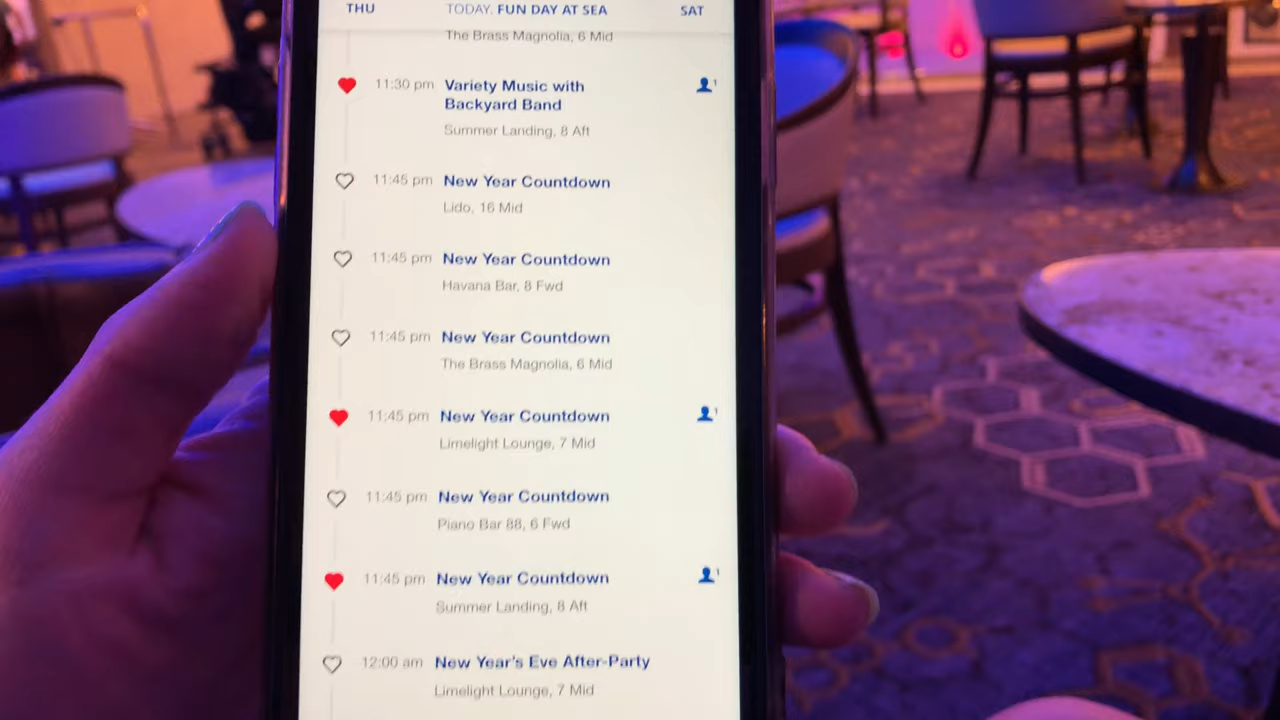 THU TODAY. FUN DAY AT SEA SAT
The Brass Magnolia, 6 Mid
11:30 pm Variety Music with
Backyard Band
1
Summer Landing, 8 Aft
11:45 pm New Year Countdown
Lido, 16 Mid
11:45 pm New Year Countdown
Havana Bar, 8 Fwd
11:45 pm New Year Countdown
The Brass Magnolia, 6 Mid
11:45 pm New Year Countdown 1
Limelight Lounge, 7 Mid
11:45 pm New Year Countdown
Piano Bar 88, 6 Fwd
11:45 pm New Year Countdown 1
Summer Landing, 8 Aft
12:00 am New Year's Eve After-Party
Limelight Lounge, 7 Mid